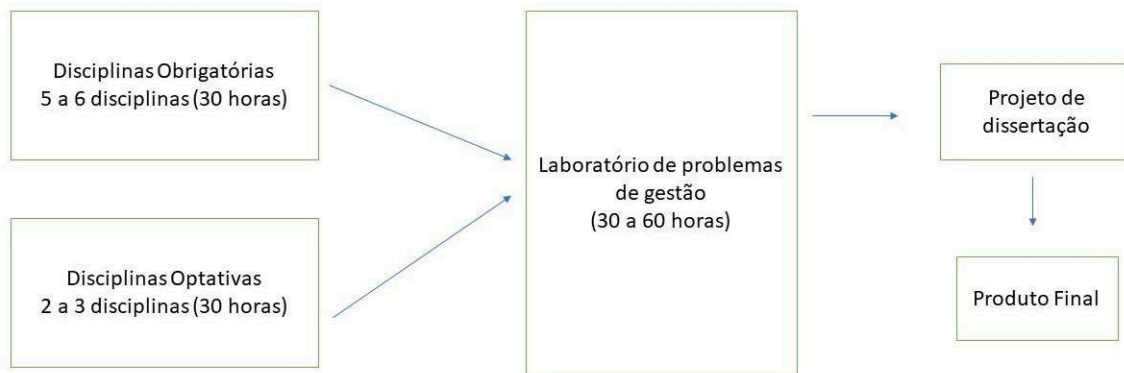 Disciplinas Obrigatórias
5 a 6 disciplinas (30 horas)
Disciplinas Optativas
2 a 3 disciplinas (30 horas)
Laboratório de problemas
de gestão
(30 a 60 horas)
Projeto de
dissertação
Produto Final